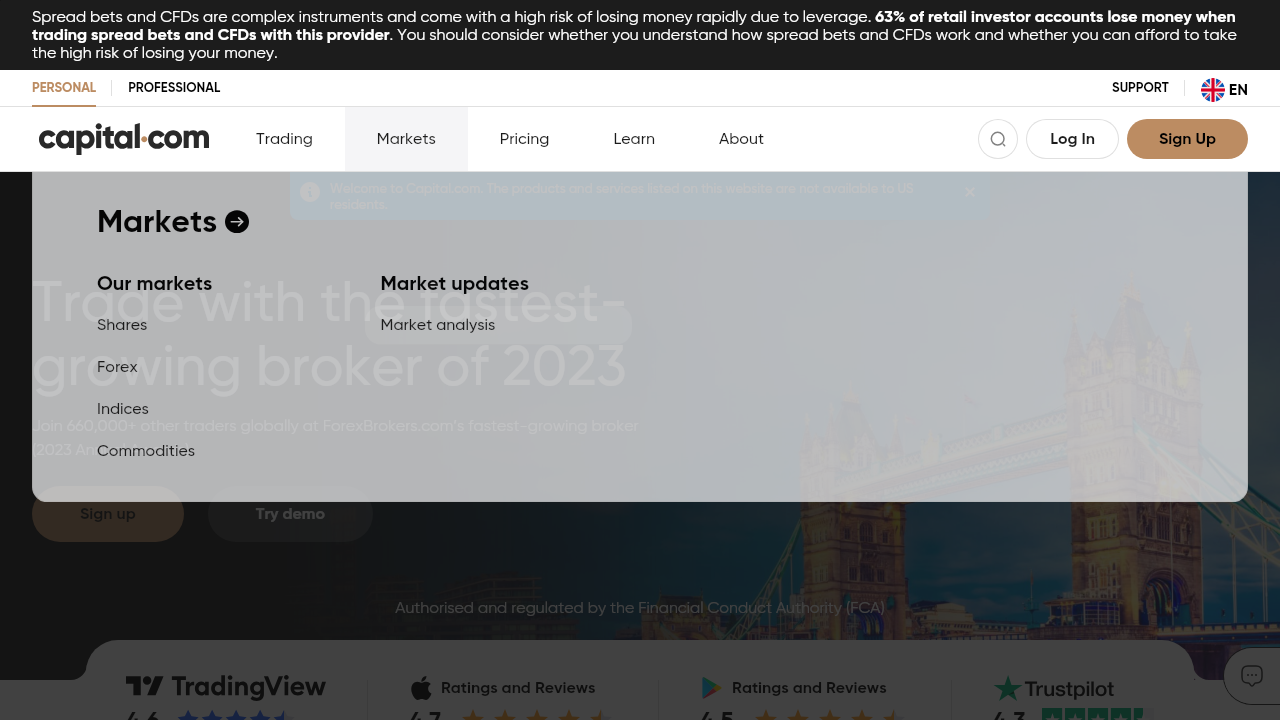 Spread bets and CFDs are complex instruments and come with a high risk of losing money rapidly due to leverage. 63% of retail investor accounts lose money when
trading spread bets and CFDs with this provider. You should consider whether you understand how spread bets and CFDs work and whether you can afford to take
the high risk of losing your money.
PERSONAL PROFESSIONAL SUPPORT EN
capital.com Trading Markets Pricing Learn About Log In Sign Up
Welcome to Capital.com. The products and services listed on this website are not available to US
residents.
Markets
Our markets Market updates
Trade with the fastest-
Shares Market analysis
growing broker of 2023
Forex
Indices
Join 660,000+ other traders globally at ForexBrokers.com's fastest-growing broker
(2023
Commodities
Sign up Try demo
Authorised and regulated by the Financial Conduct Authority (FCA)
TradingView Ratings and Reviews Ratings and Reviews Trustpilot
4.6 4.7 4.5 4.3